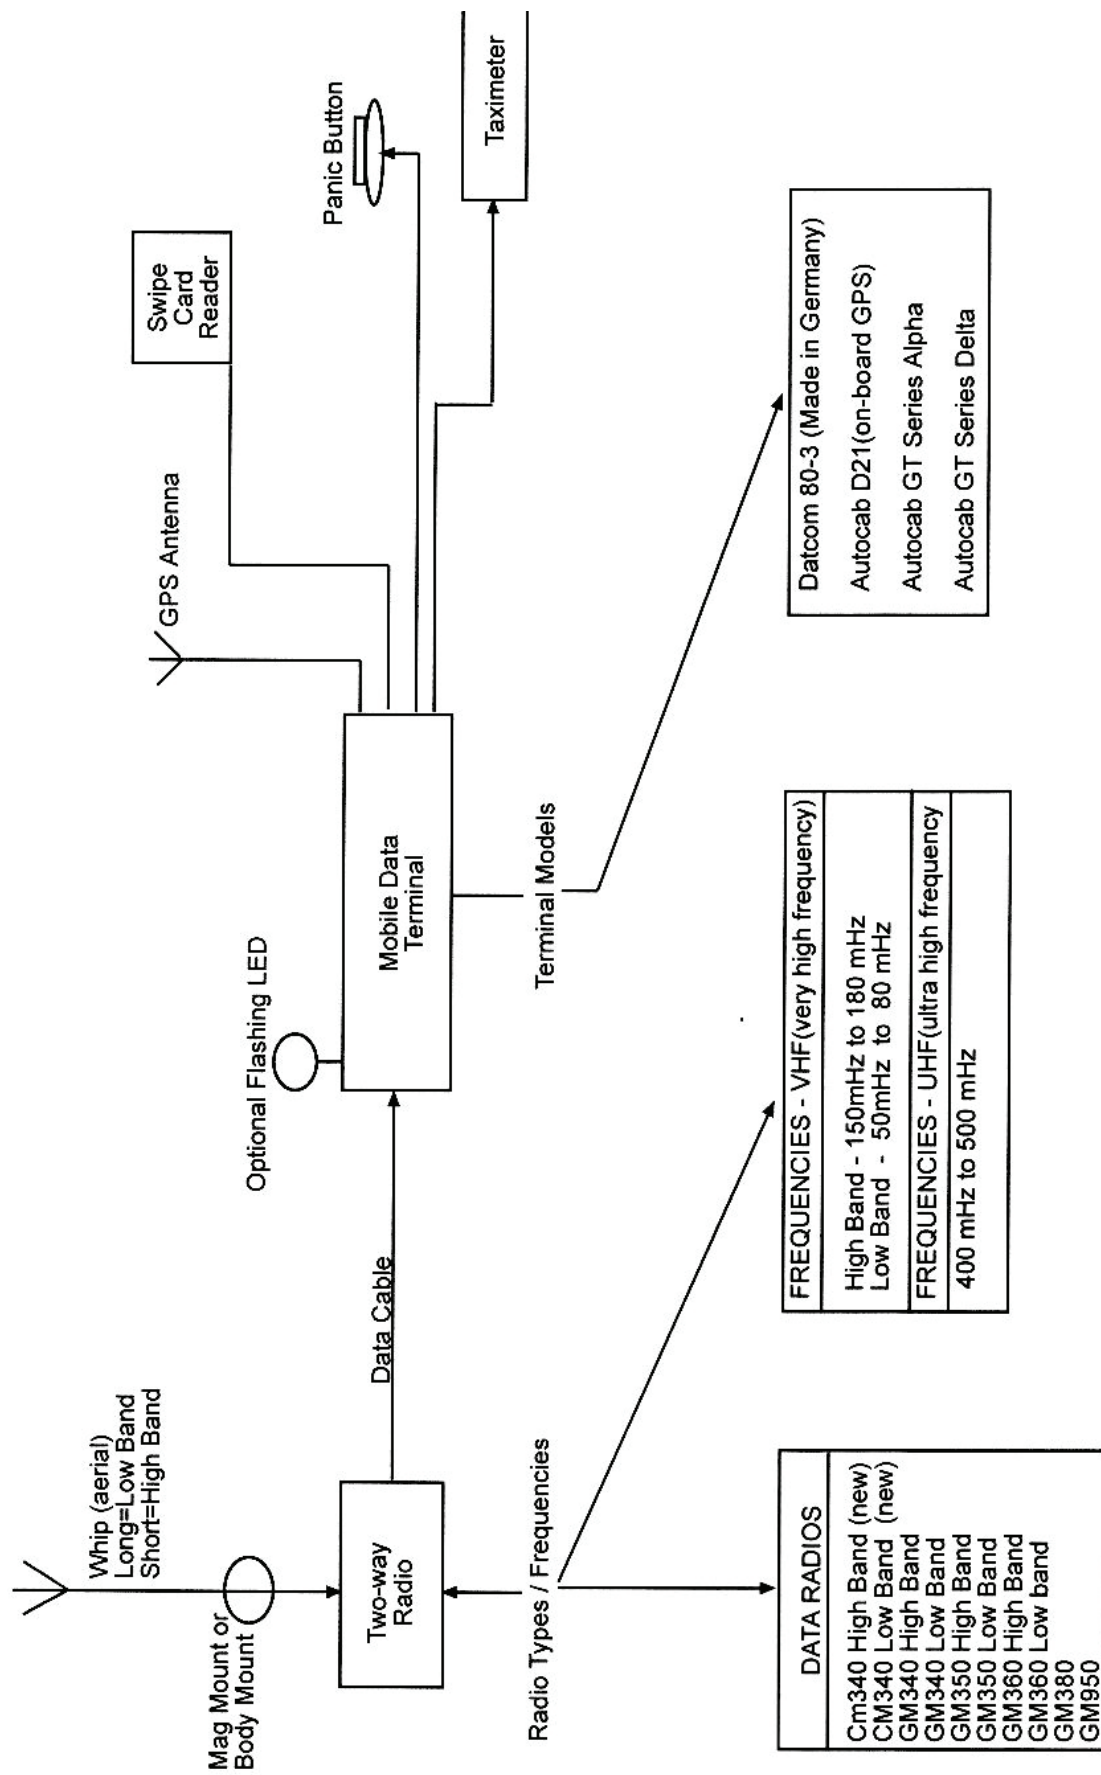 Whip (aerial)
Long=Low Band
Short=High Band
Mag Mount or
Body Mount
Two-way
Radio
Data Cable
Optional Flashing LED
Mobile Data
Terminal
GPS Antenna
Swipe
Card
Reader
Panic Button
Taximeter
Radio Types / Frequencies
Terminal Models
DATA RADIOS
Cm340 High Band (new)
CM340 Low Band (new)
GM340 High Band
GM340 Low Band
GM350 High Band
GM350 Low Band
GM360 High Band
GM360 Low band
GM380
GM950
FREQUENCIES - VHF(very high frequency)
High Band - 150mHz to 180 mHz
Low Band - 50mHz to 80 mHz
FREQUENCIES - UHF(ultra high frequency
400 mHz to 500 mHz
Datcom 80-3 (Made in Germany)
Autocab D21(on-board GPS)
Autocab GT Series Alpha
Autocab GT Series Delta